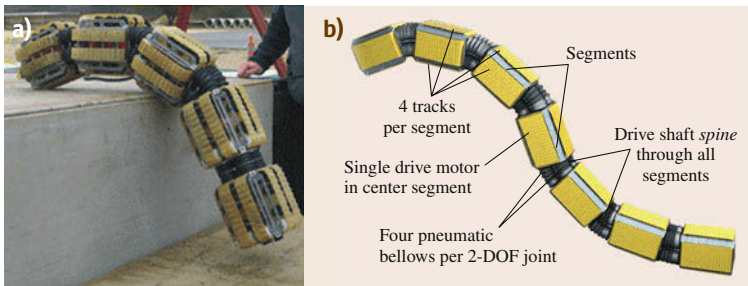 a)
b)
Segments
4 tracks
per segment
Drive shaft spine
through all
segments
Single drive motor
in center segment
Four pneumatic
bellows per 2-DOF joint